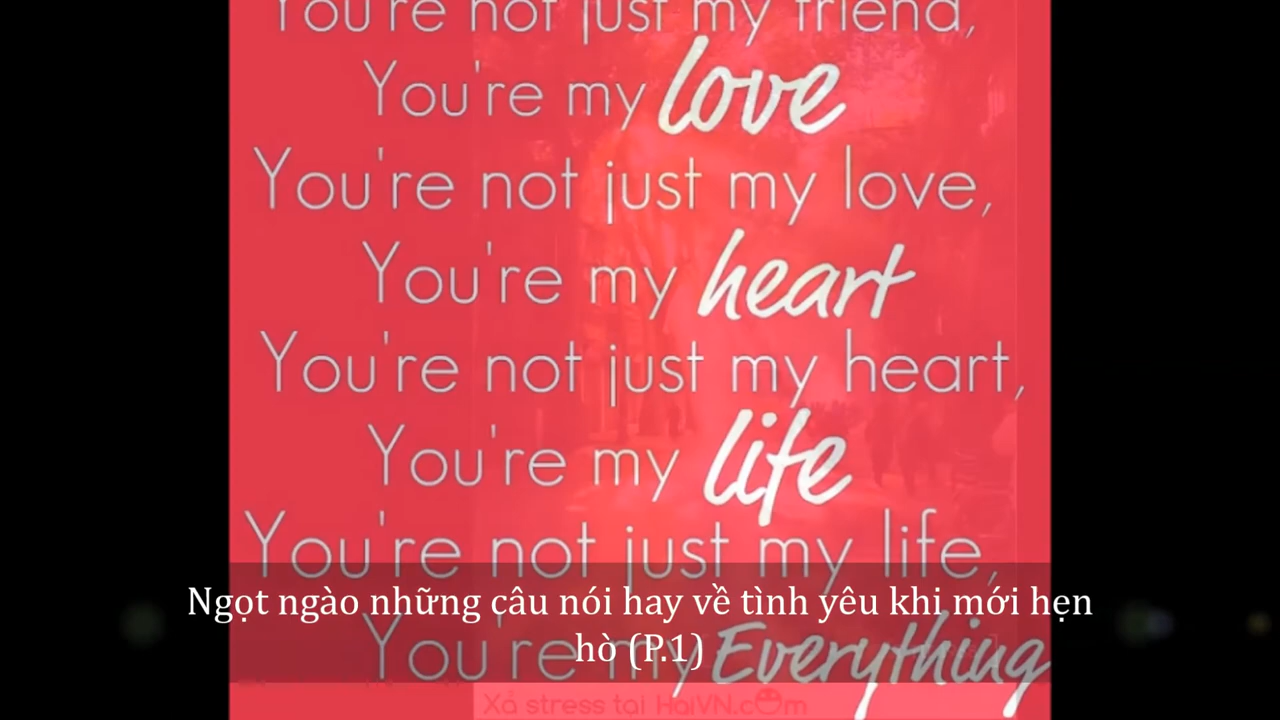 You're not just my friend,
You're my love
You're not just my love,
You're my heart
You're not just my heart,
You're my life
You're not just my life,
You're my Everything
Ngọt ngào những câu nói hay về tình yêu khi mới hẹn
hò (P.1)
Xả stress tại HaiVN.com